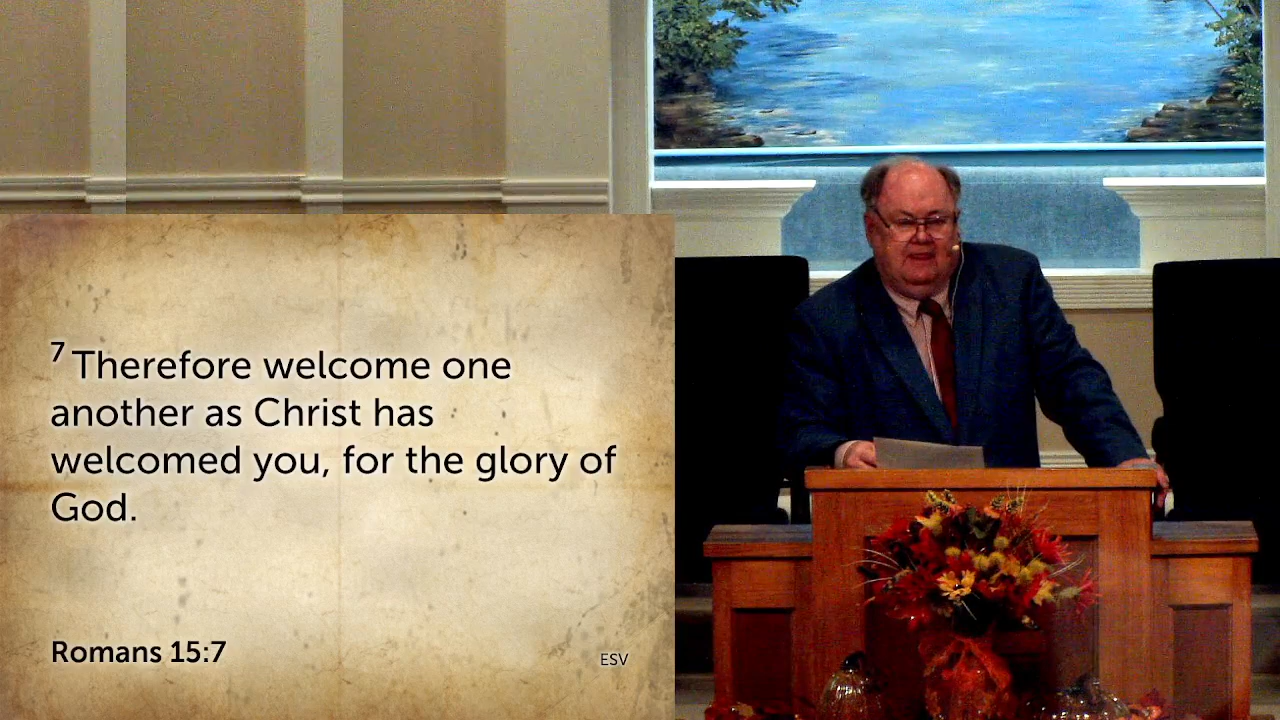 7 Therefore welcome one
another as Christ has
welcomed you, for the glory of
God.
Romans 15:7
ESV